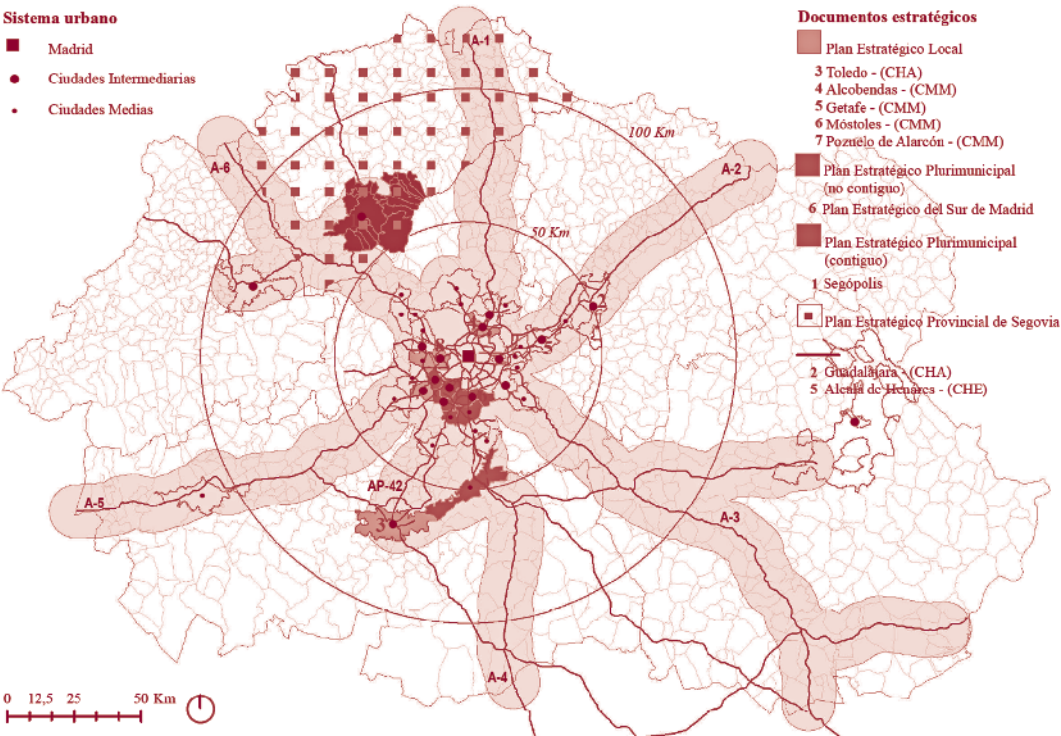 Sistema urbano
Madrid
Ciudades Intermediarias
Ciudades Medias
Documentos estratégicos
Plan Estratégico Local
3 Toledo - (CHA)
4 Alcobendas - (CMM)
5 Getafe - (CMM)
6 Móstoles - (CMM)
7 Pozuelo de Alarcón - (CMM)
Plan Estratégico Plurimunicipal
(no contiguo)
6 Plan Estratégico del Sur de Madrid
Plan Estratégico Plurimunicipal
(contiguo)
1 Segópolis
Plan Estratégico Provincial de Segovia
2 Guadalajara - (CHA)
5 Alcalá de Henares - (CHE)
A-1
100 Km
A-6
A-2
50 Km
2
AP-42
A-5
3
A-3
A-4
0 12,5 25 50 Km